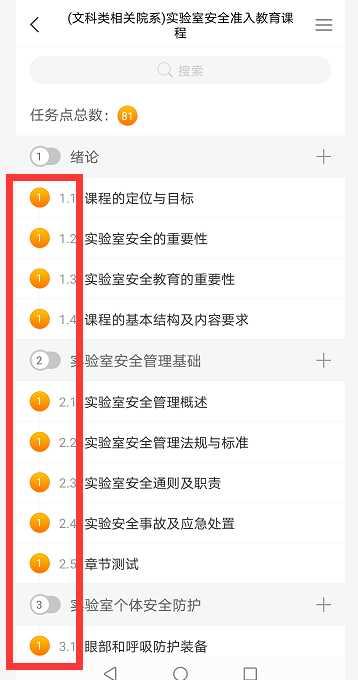 (文科类相关院系)实验室安全准入教育课
程
搜索
任务点总数： 81
1 绪论
1 1.1 课程的定位与目标
1 1.2 实验室安全的重要性
1 1.3 实验室安全教育的重要性
1 1.4 课程的基本结构及内容要求
2 实验室安全管理基础
1 2.1 实验室安全管理概述
1 2.2 实验室安全管理法规与标准
1 2.3 实验室安全通则及职责
1 2.4 实验安全事故及应急处置
1 2.5 章节测试
3 实验室个体安全防护
1 3.1 眼部和呼吸防护装备